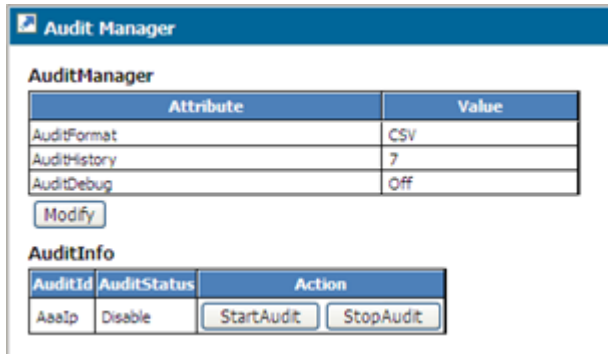 Audit Manager
AuditManager
Attribute Value
AuditFormat CSV
AuditHistory 7
AuditDebug Off
Modify
AuditInfo
AuditId AuditStatus Action
AaaIp Disable StartAudit StopAudit